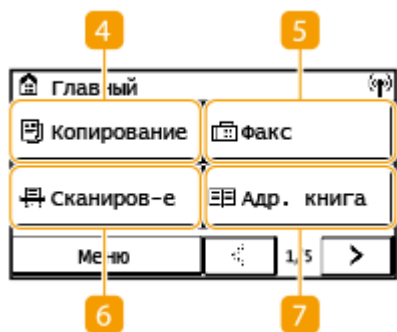 4 5
Главный
Копирование Факс
Сканиров-е Адр. книга
Меню 1/5
6 7